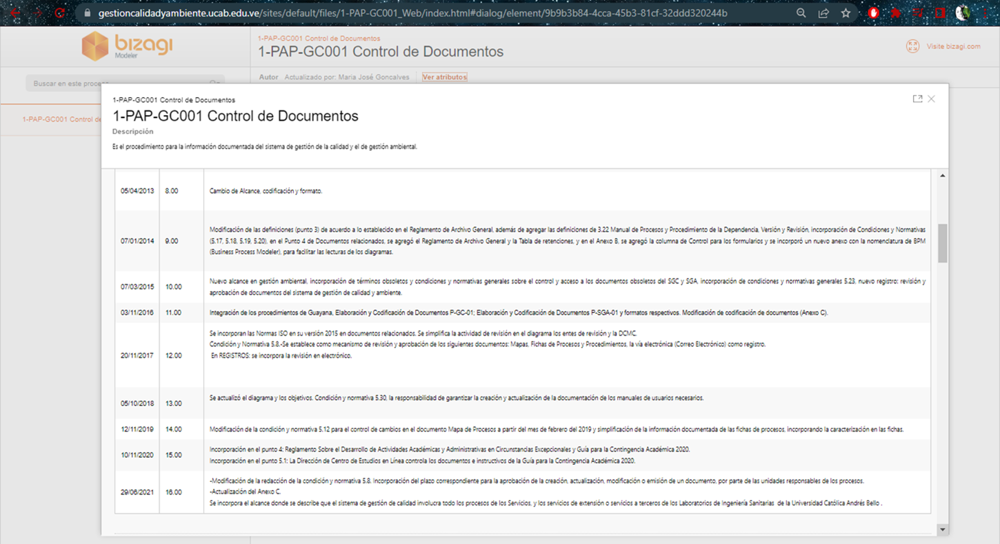 gestioncalidadyambiente.ucab.edu.ve/sites/default/files/1-PAP-GC001_Web/index.html#dialog/element/9b9b3b84-4cca-45b3-81cf-32ddd320244b
bizagi
Modeler
1-PAP-GC001 Control de Documentos
1-PAP-GC001 Control de Documentos
Visite bizagi.com
Buscar en este proce
Autor Actualizado por: Maria José Goncalves Ver atributos
1-PAP-GC001 Control de
1-PAP-GC001 Control de Documentos
1-PAP-GC001 Control de Documentos
Descripción
Es el procedimiento para la información documentada del sistema de gestión de la calidad y el de gestión ambiental.
05/04/2013 8.00 Cambio de Alcance, codificación y formato.
07/01/2014 9.00
Modificación de las definiciones (punto 3) de acuerdo a lo establecido en el Reglamento de Archivo General, además de agregar las definiciones de 3.22 Manual de Procesos y Procedimiento de la Dependencia, Versión y Revisión, incorporación de Condiciones y Normativas
(5.17, 5.18, 5.19, 5.20), en el Punto 4 de Documentos relacionados, se agregó el Reglamento de Archivo General y la Tabla de retenciones, y en el Anexo B, se agregó la columna de Control para los formularios y se incorporó un nuevo anexo con la nomenclatura de BPM
(Business Process Modeler), para facilitar las lecturas de los diagramas.
07/03/2015 10.00
Nuevo alcance en gestión ambiental, incorporación de términos obsoletos y condiciones y normativas generales sobre el control y acceso a los documentos obsoletos del SGC y SGA, incorporación de condiciones y normativas generales 5.23, nuevo registro: revisión y
aprobación de documentos del sistema de gestión de calidad y ambiente.
03/11/2016 11.00 Integración de los procedimientos de Guayana, Elaboración y Codificación de Documentos P-GC-01; Elaboración y Codificación de Documentos P-SGA-01 y formatos respectivos. Modificación de codificación de documentos (Anexo C).
20/11/2017 12.00
Se incorporan las Normas ISO en su versión 2015 en documentos relacionados. Se simplifica la actividad de revisión en el diagrama los entes de revisión y la DCMC.
Condición y Normativa 5.8.-Se establece como mecanismo de revisión y aprobación de los siguientes documentos: Mapas, Fichas de Procesos y Procedimientos, la vía electrónica (Correo Electrónico) como registro.
En REGISTROS: se incorpora la revisión en electrónico.
05/10/2018 13.00 Se actualizó el diagrama y los objetivos. Condición y normativa 5.30, la responsabilidad de garantizar la creación y actualización de la documentación de los manuales de usuarios necesarios.
12/11/2019 14.00 Modificación de la condición y normativa 5.12 para el control de cambios en el documento Mapa de Procesos a partir del mes de febrero del 2019 y simplificación de la información documentada de las fichas de procesos, incorporando la caracterización en las fichas.
10/11/2020 15.00
Incorporación en el punto 4: Reglamento Sobre el Desarrollo de Actividades Académicas y Administrativas en Circunstancias Excepcionales y Guía para la Contingencia Académica 2020.
Incorporación en el punto 5.1: La Dirección de Centro de Estudios en Línea controla los documentos e instructivos de la Guía para la Contingencia Académica 2020.
29/06/2021 16.00
-Modificación de la redacción de la condición y normativa 5.8. Incorporación del plazo correspondiente para la aprobación de la creación, actualización, modificación o emisión de un documento, por parte de las unidades responsables de los procesos.
-Actualización del Anexo C.
Se incorpora el alcance donde se describe que el sistema de gestión de calidad involucra todo los procesos de los Servicios, y los servicios de extensión o servicios a terceros de los Laboratorios de Ingeniería Sanitarias de la Universidad Católica Andrés Bello .